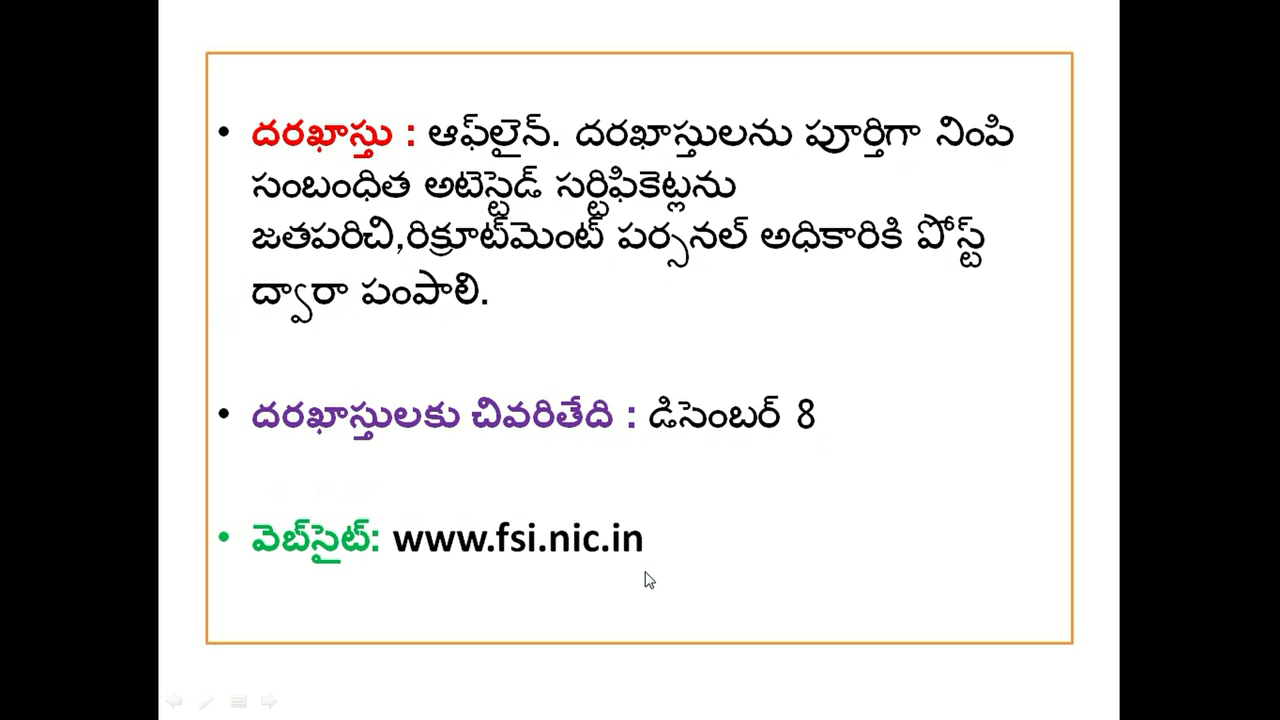 • దరఖాస్తు : ఆఫ్‌లైన్. దరఖాస్తులను పూర్తిగా నింపి
సంబంధిత అటెస్టెడ్ సర్టిఫికెట్లను
జతపరిచి,రిక్రూట్‌మెంట్ పర్సనల్ అధికారికి పోస్ట్
ద్వారా పంపాలి.
• దరఖాస్తులకు చివరితేది : డిసెంబర్ 8
• వెబ్‌సైట్: www.fsi.nic.in